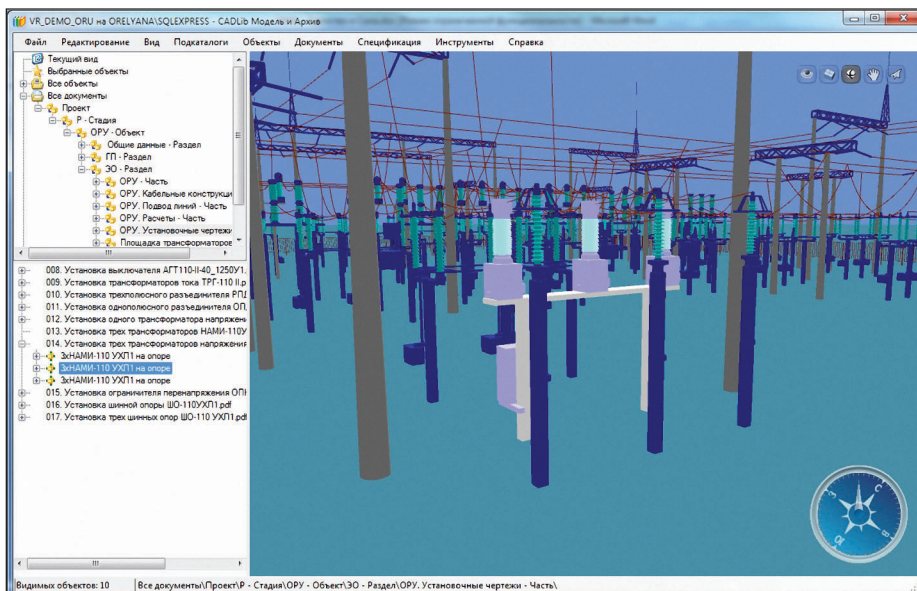 VR_DEMO_ORU на ORELYANA\SQLEXPRESS - CADLib Модель и Архив
Файл Редактирование Вид Подкаталоги Объекты Документы Спецификация Инструменты Справка
Текущий вид
Выбранные объекты
Все объекты
Все документы
Проект
Р - Стадия
ОРУ - Объект
Общие данные - Раздел
ГП - Раздел
ЭО - Раздел
ОРУ - Часть
ОРУ. Кабельные конструкци
ОРУ. Подвод линий - Часть
ОРУ. Расчеты - Часть
ОРУ. Установочные чертежи
Площадка трансформаторов
008. Установка выключателя АГТ110-II-40_1250У1.
009. Установка трансформаторов тока ТРГ-110 II.p
010. Установка трехполюсного разъединителя РПД
011. Установка однополюсного разъединителя ОП
012. Установка одного трансформатора напряжени
013. Установка трех трансформаторов НАМИ-110У
014. Установка трех трансформаторов напряжения
3хНАМИ-110 УХЛ1 на опоре
3хНАМИ-110 УХЛ1 на опоре
3хНАМИ-110 УХЛ1 на опоре
015. Установка ограничителя перенапряжения ОПН
016. Установка шинной опоры ШО-110УХЛ1.pdf
017. Установка трех шинных опор ШО-110 УХЛ1.pdf
С
З
В
Ю
Видимых объектов: 10 Все документы\Проект\Р - Стадия\ОРУ - Объект\ЭО - Раздел\ОРУ. Установочные чертежи - Часть\